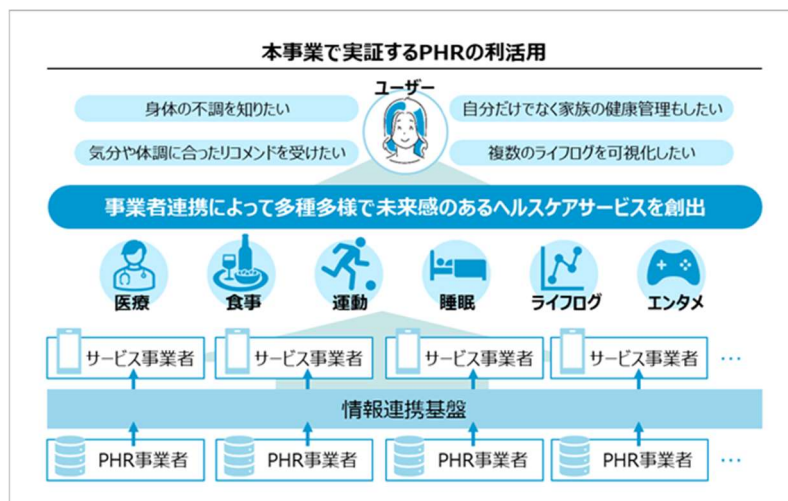 本事業で実証するPHRの利活用
ユーザー
身体の不調を知りたい
自分だけでなく家族の健康管理もしたい
気分や体調に合ったリコメンドを受けたい
複数のライフログを可視化したい
事業者連携によって多種多様で未来感のあるヘルスケアサービスを創出
医療
食事
運動
睡眠
ライフログ
エンタメ
サービス事業者
サービス事業者
サービス事業者
サービス事業者
…
情報連携基盤
PHR事業者
PHR事業者
PHR事業者
PHR事業者
…